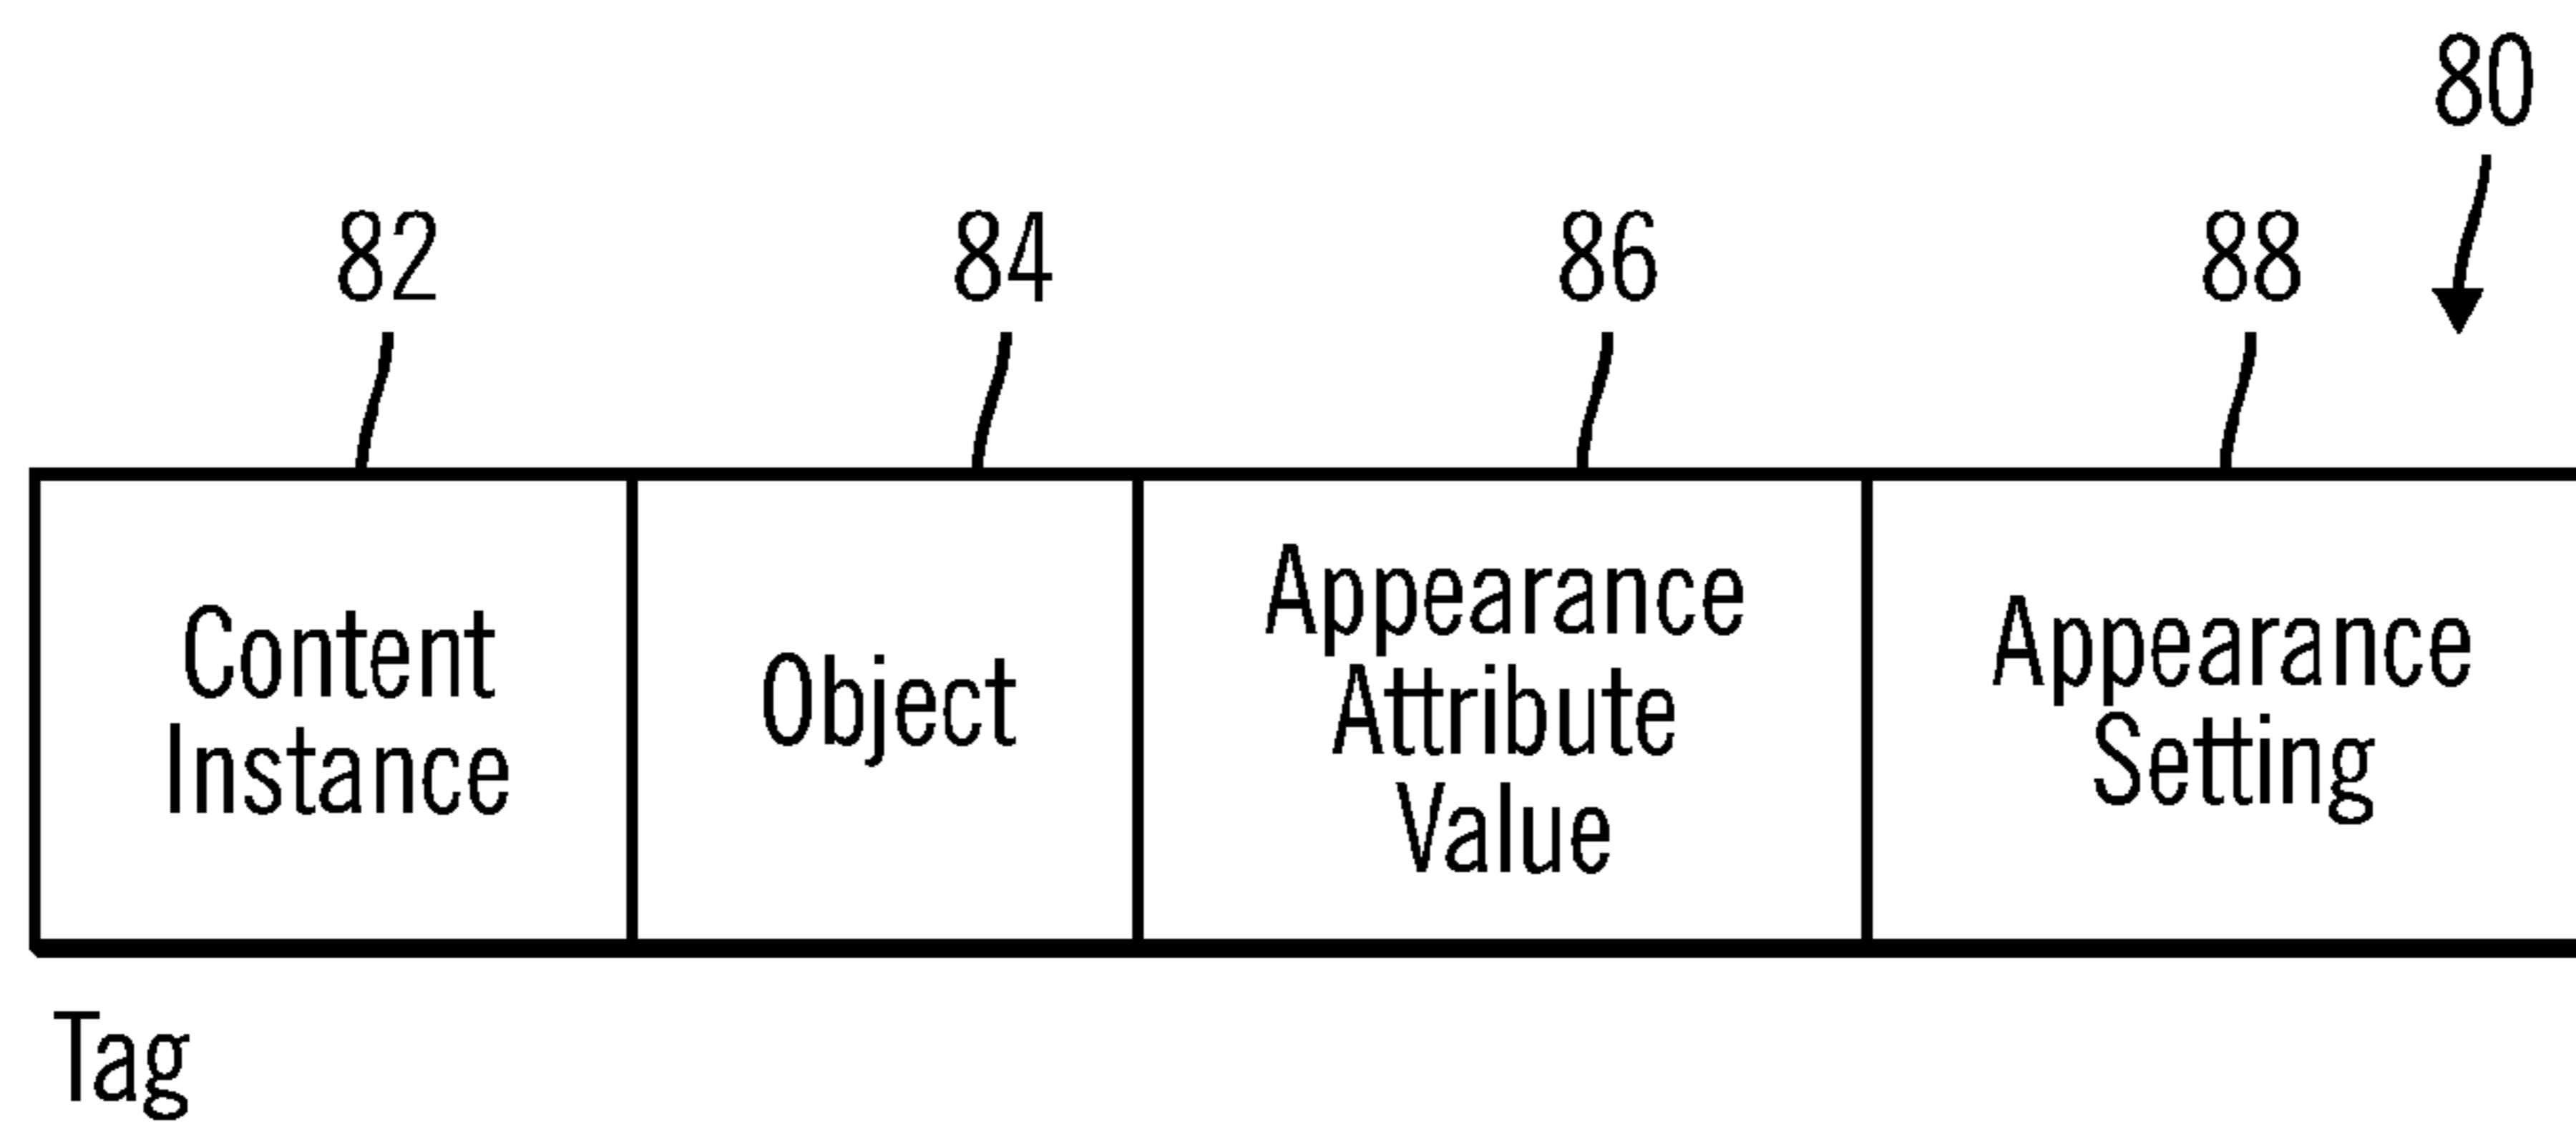 80
82 84 86 88
Content
Instance
Object
Appearance
Attribute
Value
Appearance
Setting
Tag